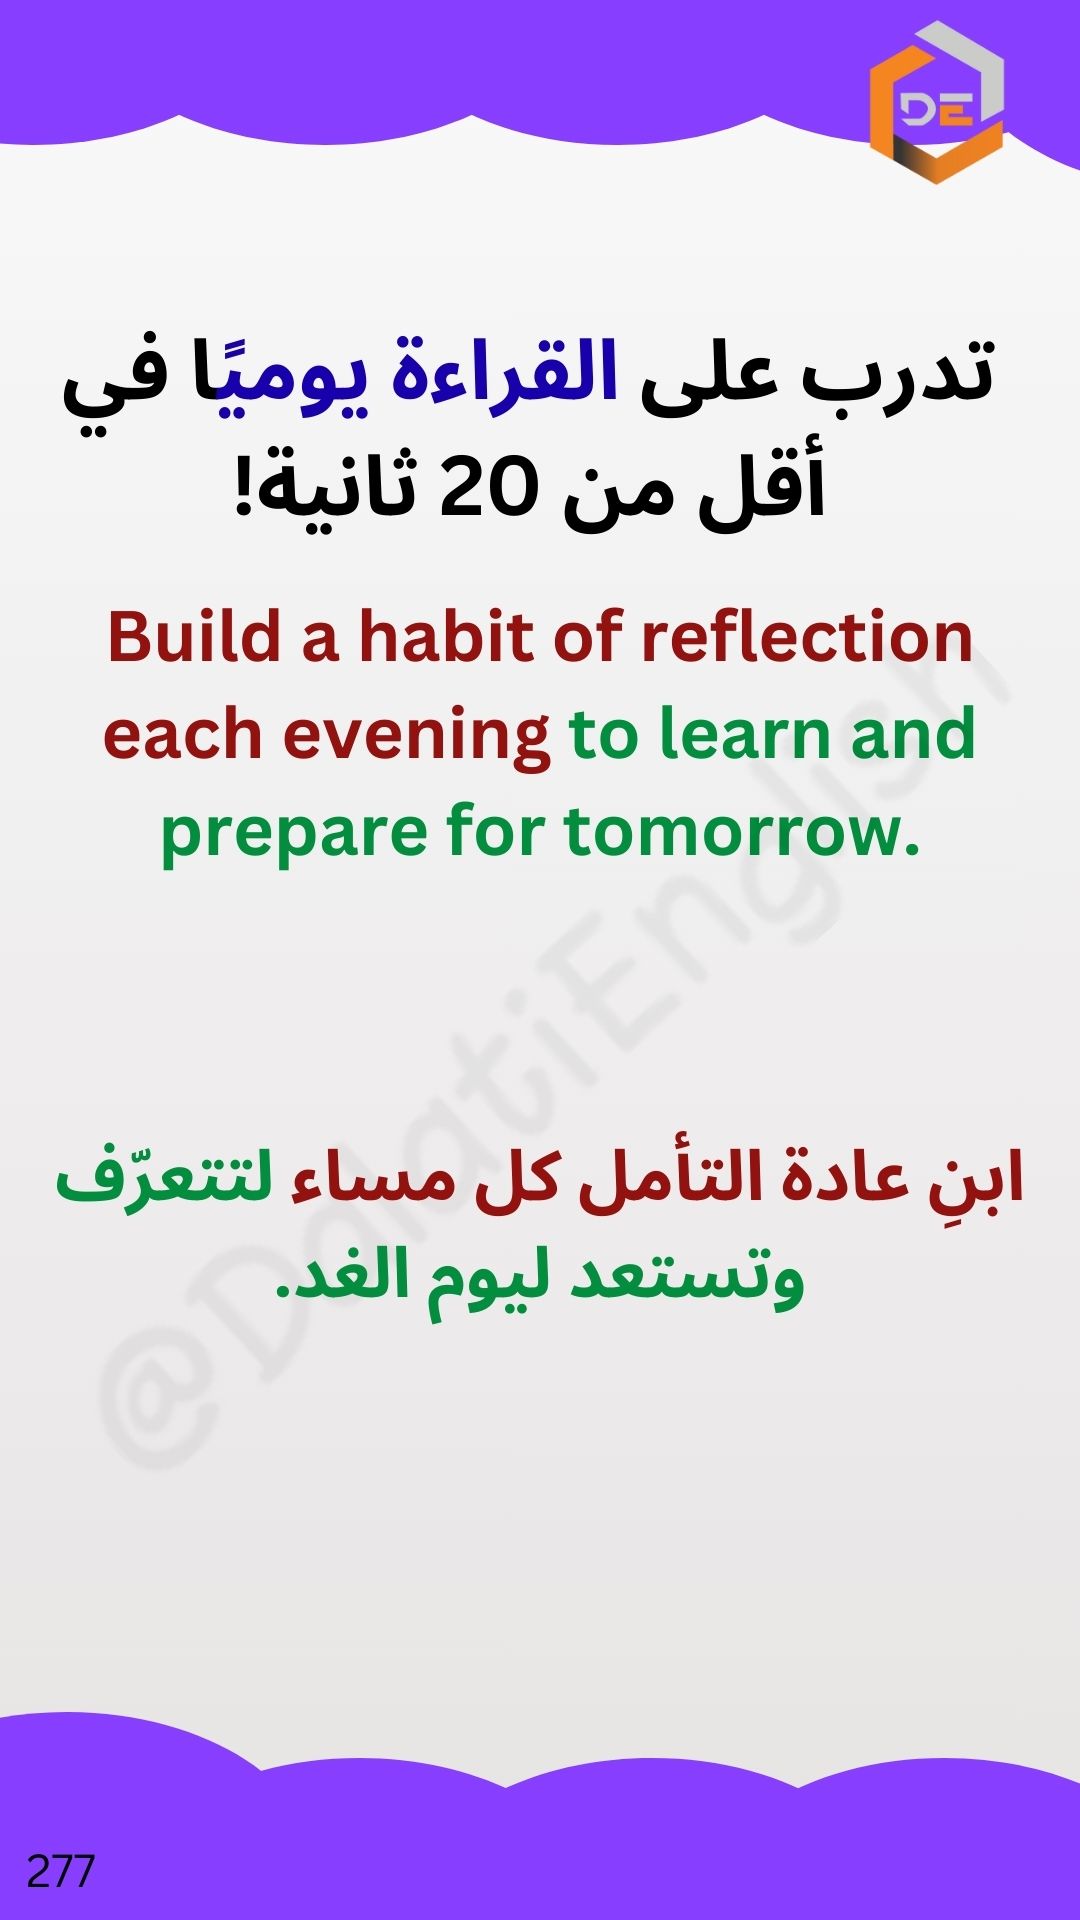 DE
تدرب على القراءة يوميًا في
أقل من 20 ثانية!
Build a habit of reflection
each evening to learn and
prepare for tomorrow.
ابنِ عادة التأمل كل مساء لتتعرّف
وتستعد ليوم الغد.
@DalatiEnglish
277